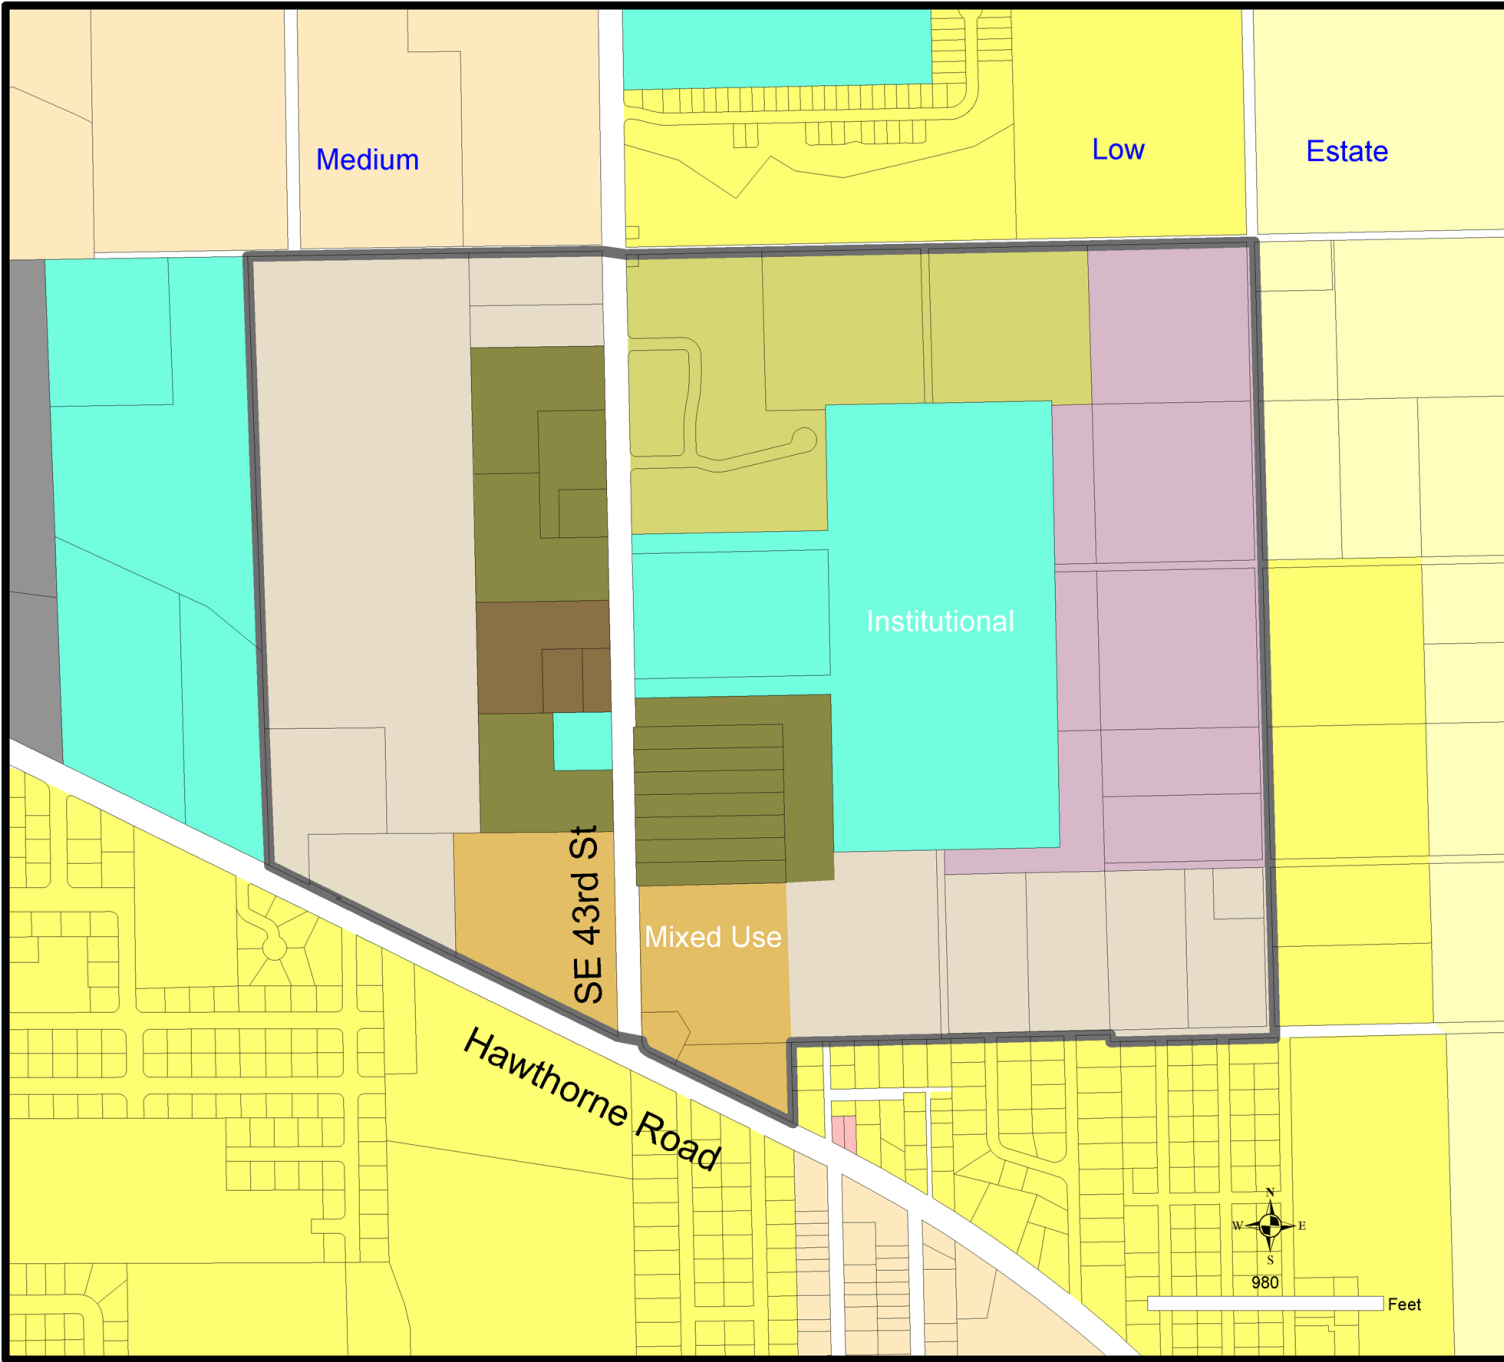 Medium
Low
Estate
Institutional
Mixed Use
SE 43rd St
Hawthorne Road
N
W E
S
980
Feet